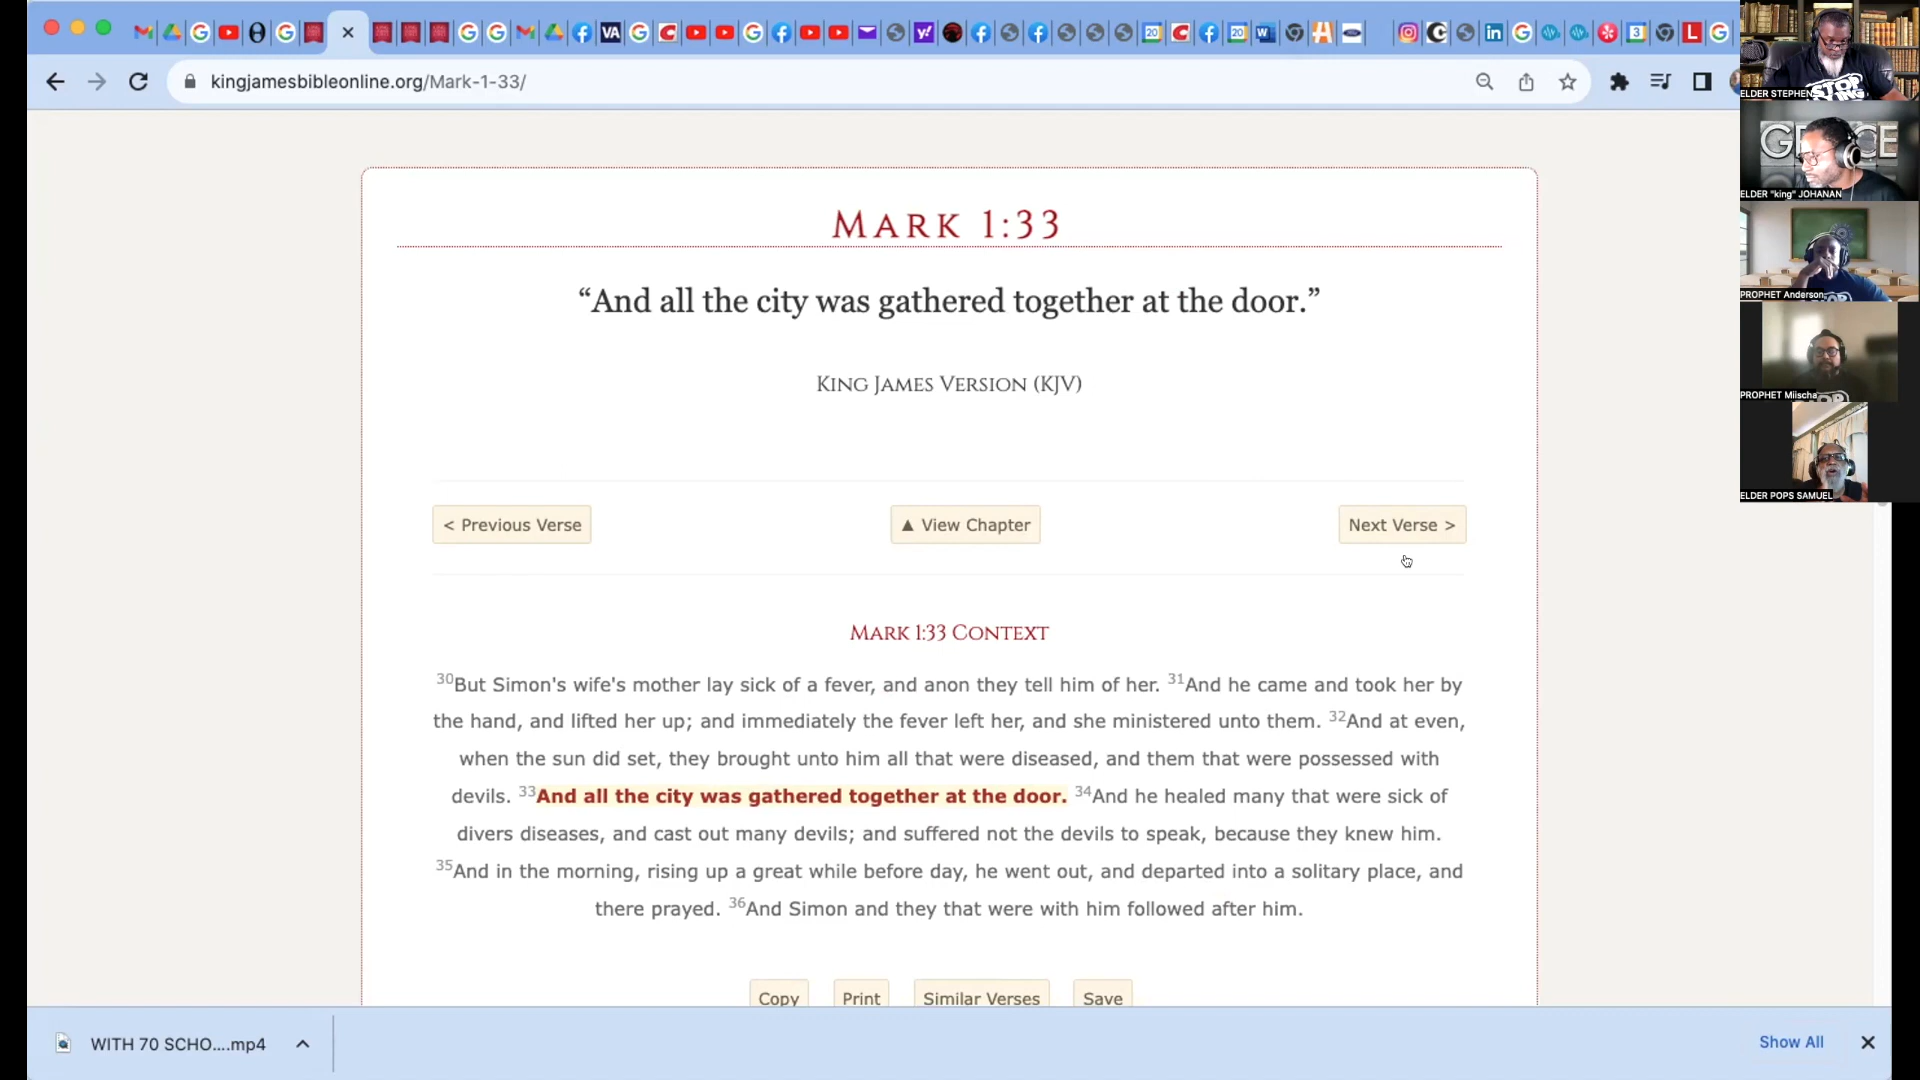 kingjamesbibleonline.org/Mark-1-33/
Mark 1:33
“And all the city was gathered together at the door.”
King James Version (KJV)
< Previous Verse
▲ View Chapter
Next Verse >
Mark 1:33 Context
30But Simon's wife's mother lay sick of a fever, and anon they tell him of her. 31And he came and took her by
the hand, and lifted her up; and immediately the fever left her, and she ministered unto them. 32And at even,
when the sun did set, they brought unto him all that were diseased, and them that were possessed with
devils. 33And all the city was gathered together at the door. 34And he healed many that were sick of
divers diseases, and cast out many devils; and suffered not the devils to speak, because they knew him.
35And in the morning, rising up a great while before day, he went out, and departed into a solitary place, and
there prayed. 36And Simon and they that were with him followed after him.
Copy
Print
Similar Verses
Save
WITH 70 SCHO....mp4
Show All
STOP
ELDER STEPHEN
ELDER "king" JOHANAN
PROPHET Anderson
PROPHET Miischa
ELDER POPS SAMUEL